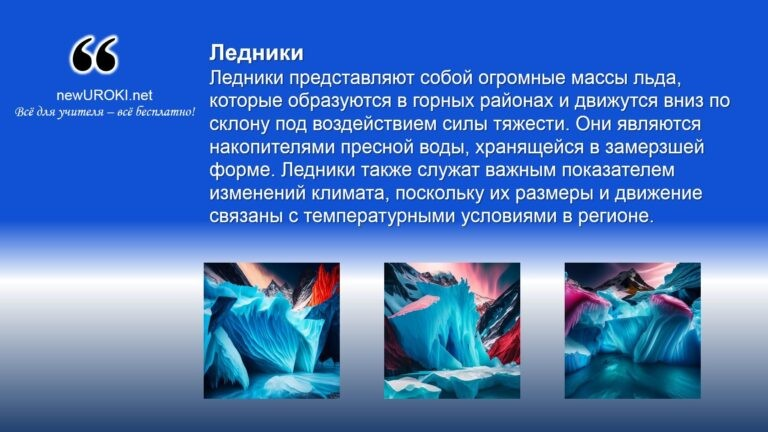 newUROKI.net
Всё для учителя – всё бесплатно!
Ледники
Ледники представляют собой огромные массы льда,
которые образуются в горных районах и движутся вниз по
склону под воздействием силы тяжести. Они являются
накопителями пресной воды, хранящейся в замерзшей
форме. Ледники также служат важным показателем
изменений климата, поскольку их размеры и движение
связаны с температурными условиями в регионе.